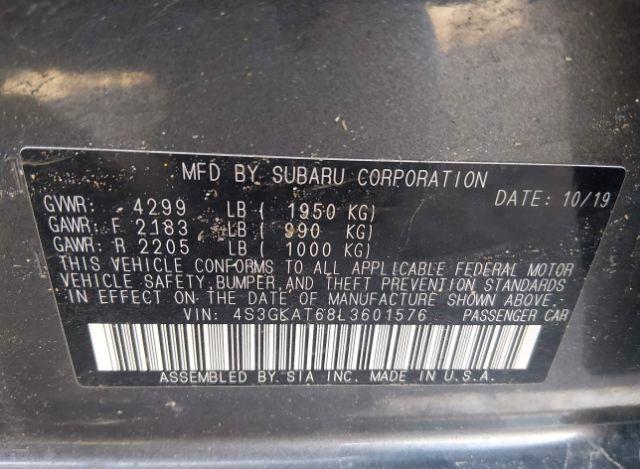 MFD BY SUBARU CORPORATION
DATE: 10/19
GVWR: 4299 LB ( 1950 KG)
GAWR: F 2183 LB ( 990 KG)
GAWR: R 2205 LB ( 1000 KG)
THIS VEHICLE CONFORMS TO ALL APPLICABLE FEDERAL MOTOR
VEHICLE SAFETY, BUMPER, AND THEFT PREVENTION STANDARDS
IN EFFECT ON THE DATE OF MANUFACTURE SHOWN ABOVE.
VIN: 4S3GKAT68L3601576 PASSENGER CAR
ASSEMBLED BY SIA INC. MADE IN U.S.A.